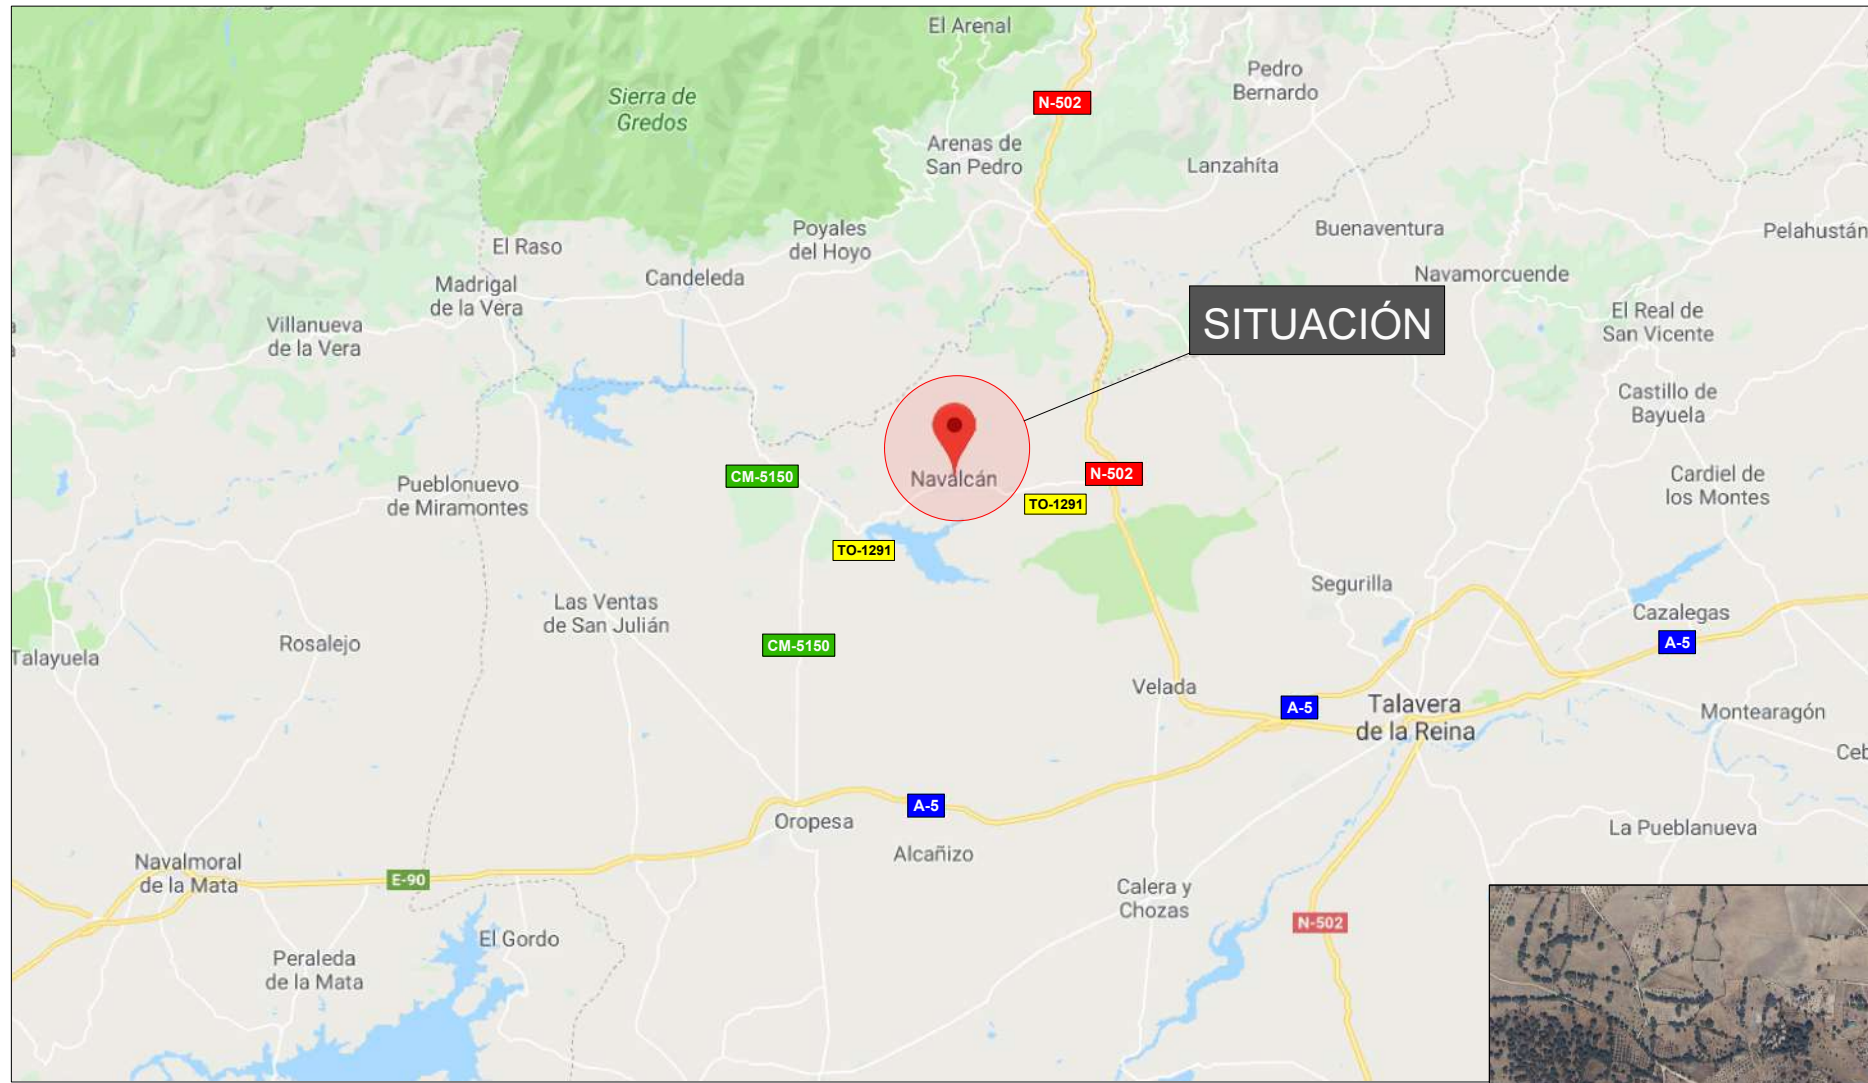 El Arenal
Pedro
Bernardo
Sierra de
Gredos
N-502
Arenas de
San Pedro
Lanzahíta
Poyales
del Hoyo
Buenaventura
Pelahustán
El Raso
Candeleda
Navamorcuende
Madrigal
de la Vera
SITUACIÓN
El Real de
San Vicente
Villanueva
de la Vera
Castillo de
Bayuela
CM-5150
Navalcán
N-502
Cardiel de
los Montes
Pueblonuevo
de Miramontes
TO-1291
TO-1291
Segurilla
Las Ventas
de San Julián
Cazalegas
Rosalejo
CM-5150
A-5
Talayuela
Velada
A-5
Talavera
de la Reina
Montearagón
Ceb
A-5
Oropesa
La Pueblanueva
Alcañizo
Navalmoral
de la Mata
E-90
Calera y
Chozas
N-502
El Gordo
Peraleda
de la Mata